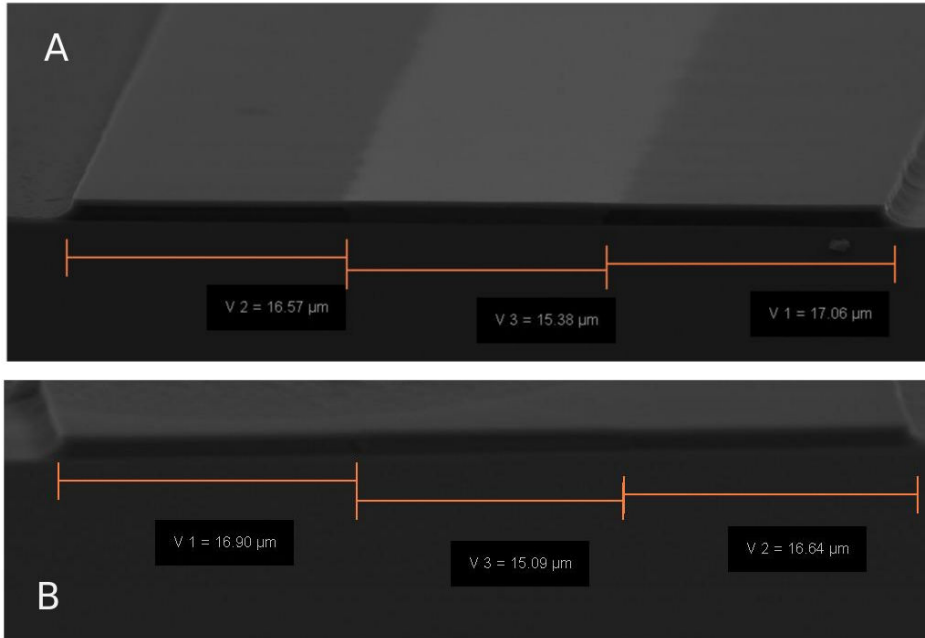 A
V 2 = 16.57 µm
V 3 = 15.38 µm
V 1 = 17.06 µm
V 1 = 16.90 µm
V 3 = 15.09 µm
V 2 = 16.64 µm
B